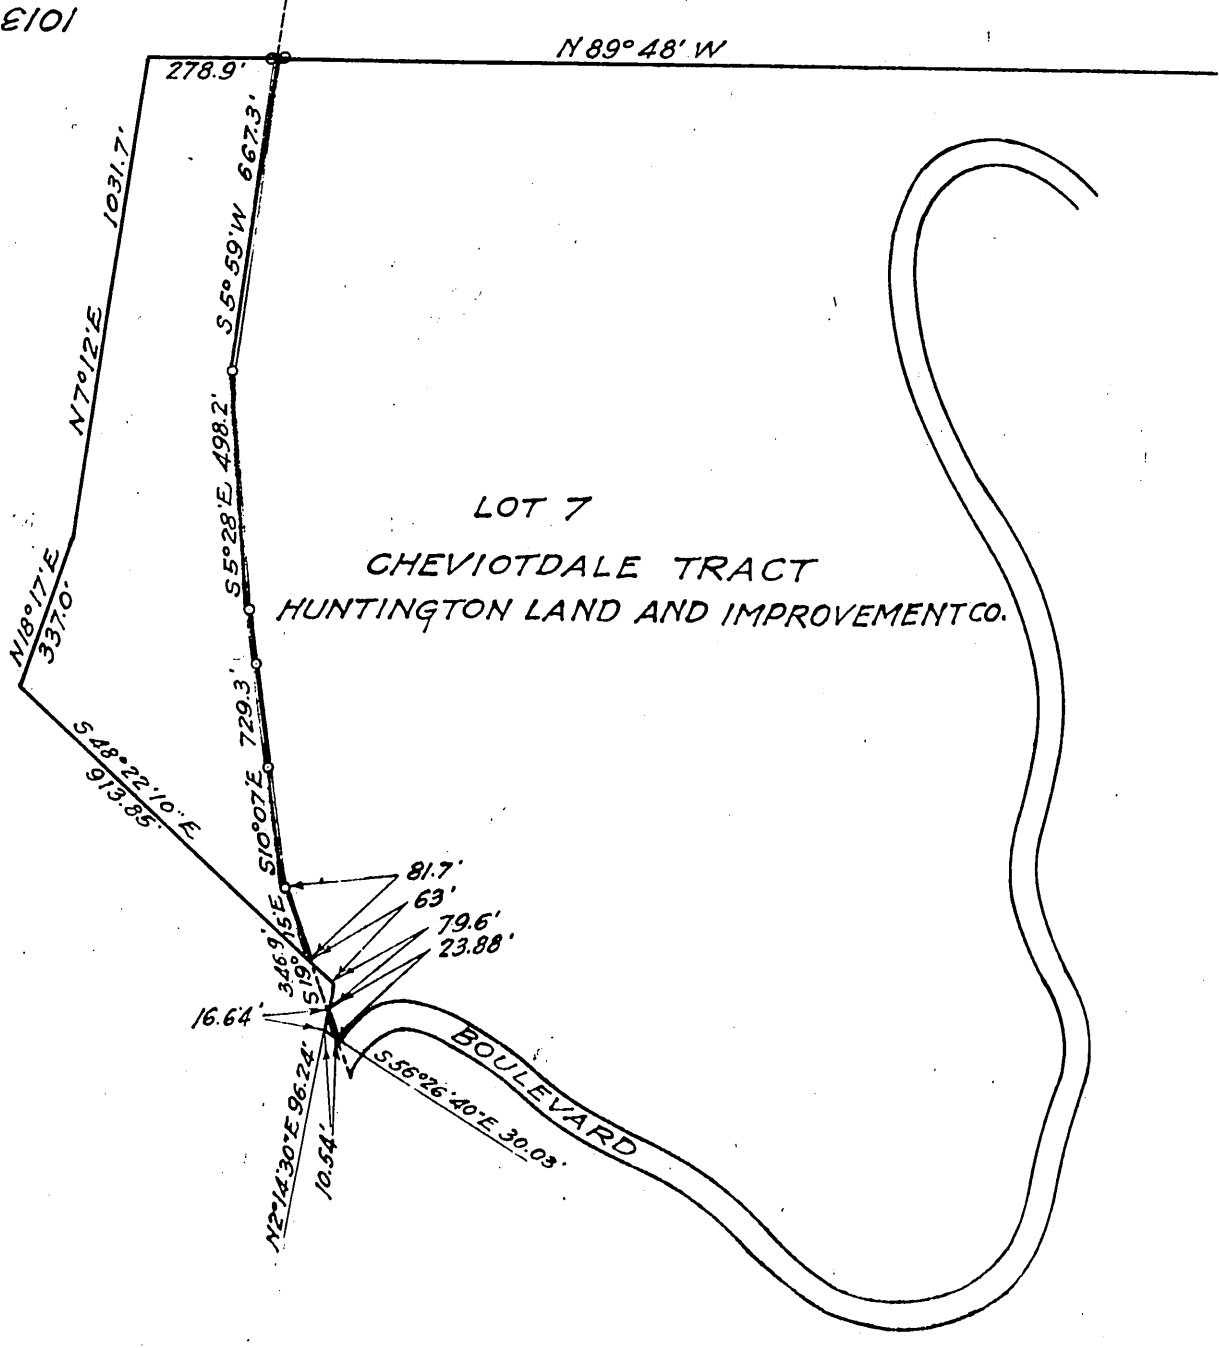 1013
N 89° 48' W
278.9'
667.3'
S 5° 59' W
1031.7'
N 7° 12' E
498.2'
S 5° 28' E
LOT 7
CHEVIOTDALE TRACT
HUNTINGTON LAND AND IMPROVEMENT CO.
N 18° 17' E
337.0'
729.3'
S 10° 07' E
S 48° 22' 10" E
913.85'
81.7'
63'
79.6'
23.88'
346.9'
S 19° 15' E
16.64'
BOULEVARD
S 56° 26' 40" E 30.03'
N 2° 14' 30" E 96.24'
10.54'